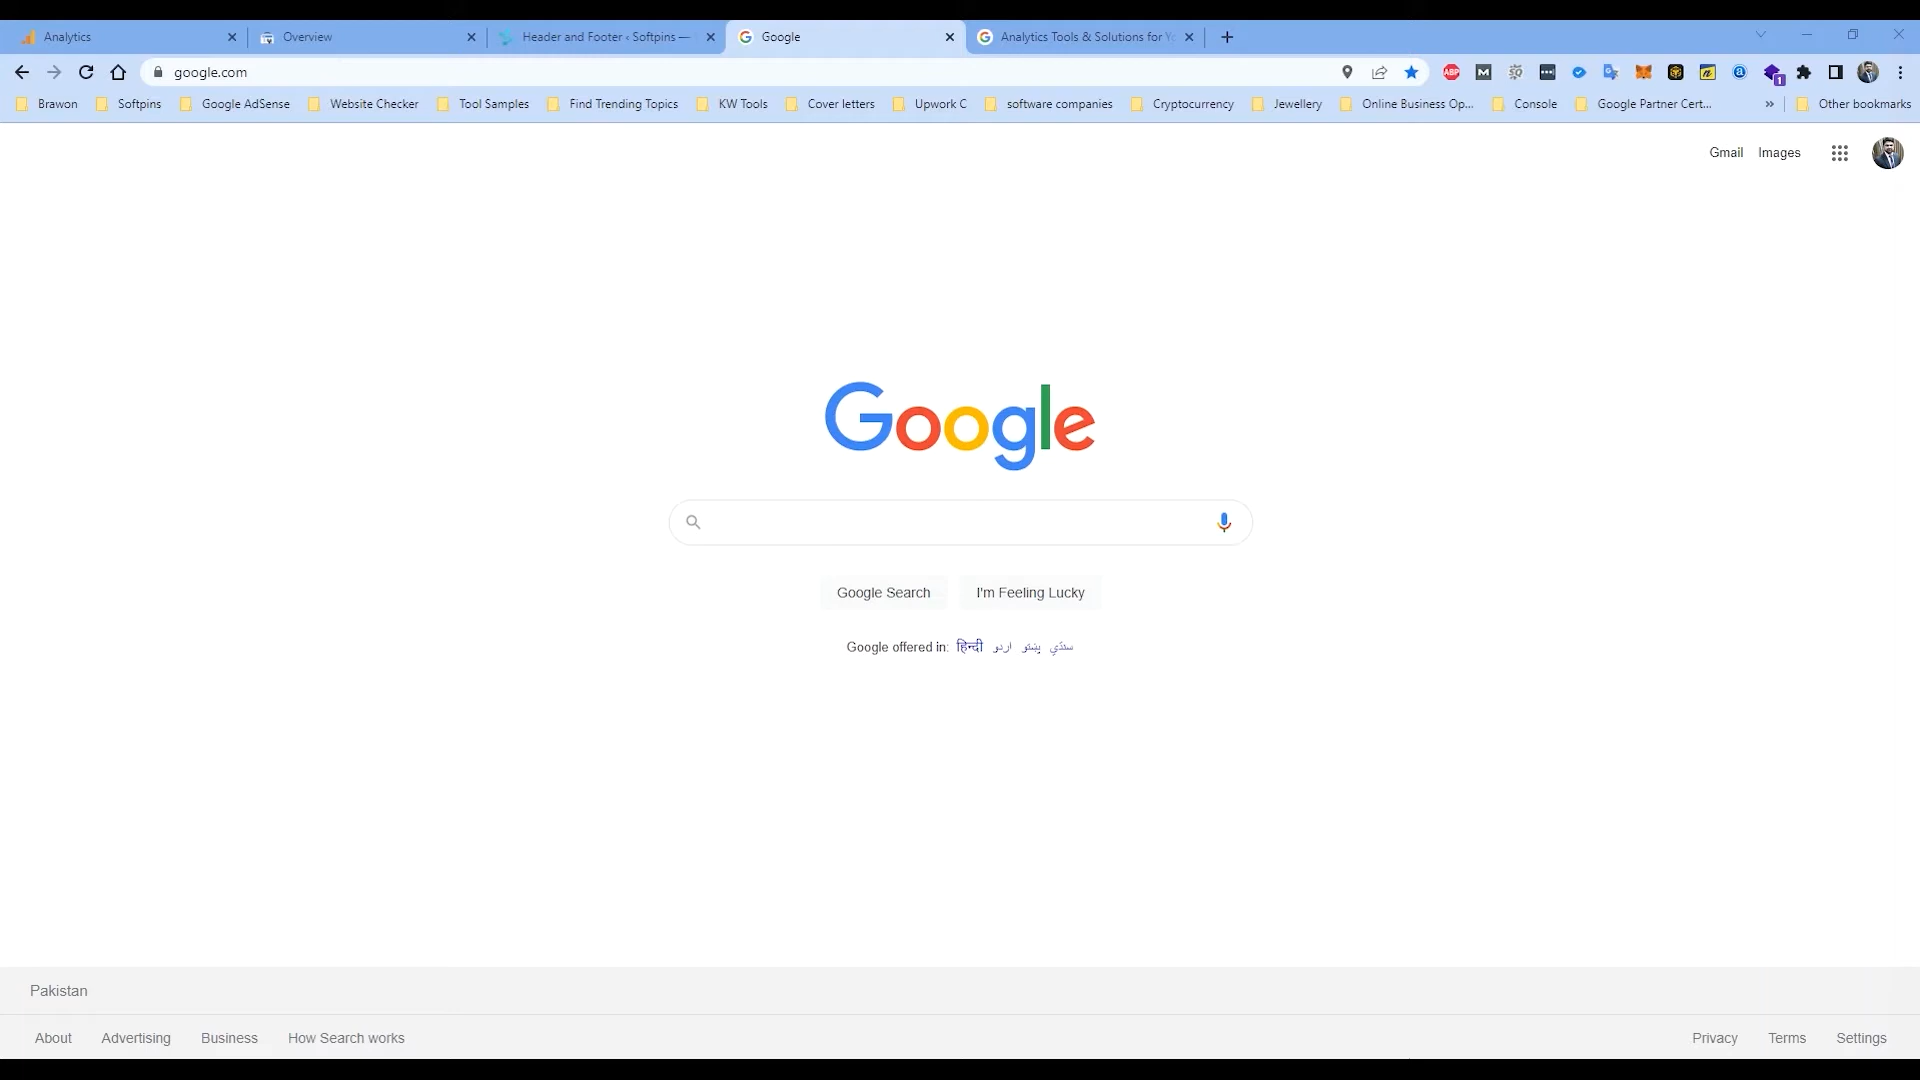 Analytics
Overview
Header and Footer ‹ Softpins —
Google
Analytics Tools & Solutions for Yo
google.com
ABP
1
Brawon
Softpins
Google AdSense
Website Checker
Tool Samples
Find Trending Topics
KW Tools
Cover letters
Upwork C
software companies
Cryptocurrency
Jewellery
Online Business Op...
Console
Google Partner Cert...
»
Other bookmarks
Gmail
Images
Google
Google Search
I'm Feeling Lucky
Google offered in: हिन्दी اردو پښتو سنڌي
Pakistan
About
Advertising
Business
How Search works
Privacy
Terms
Settings